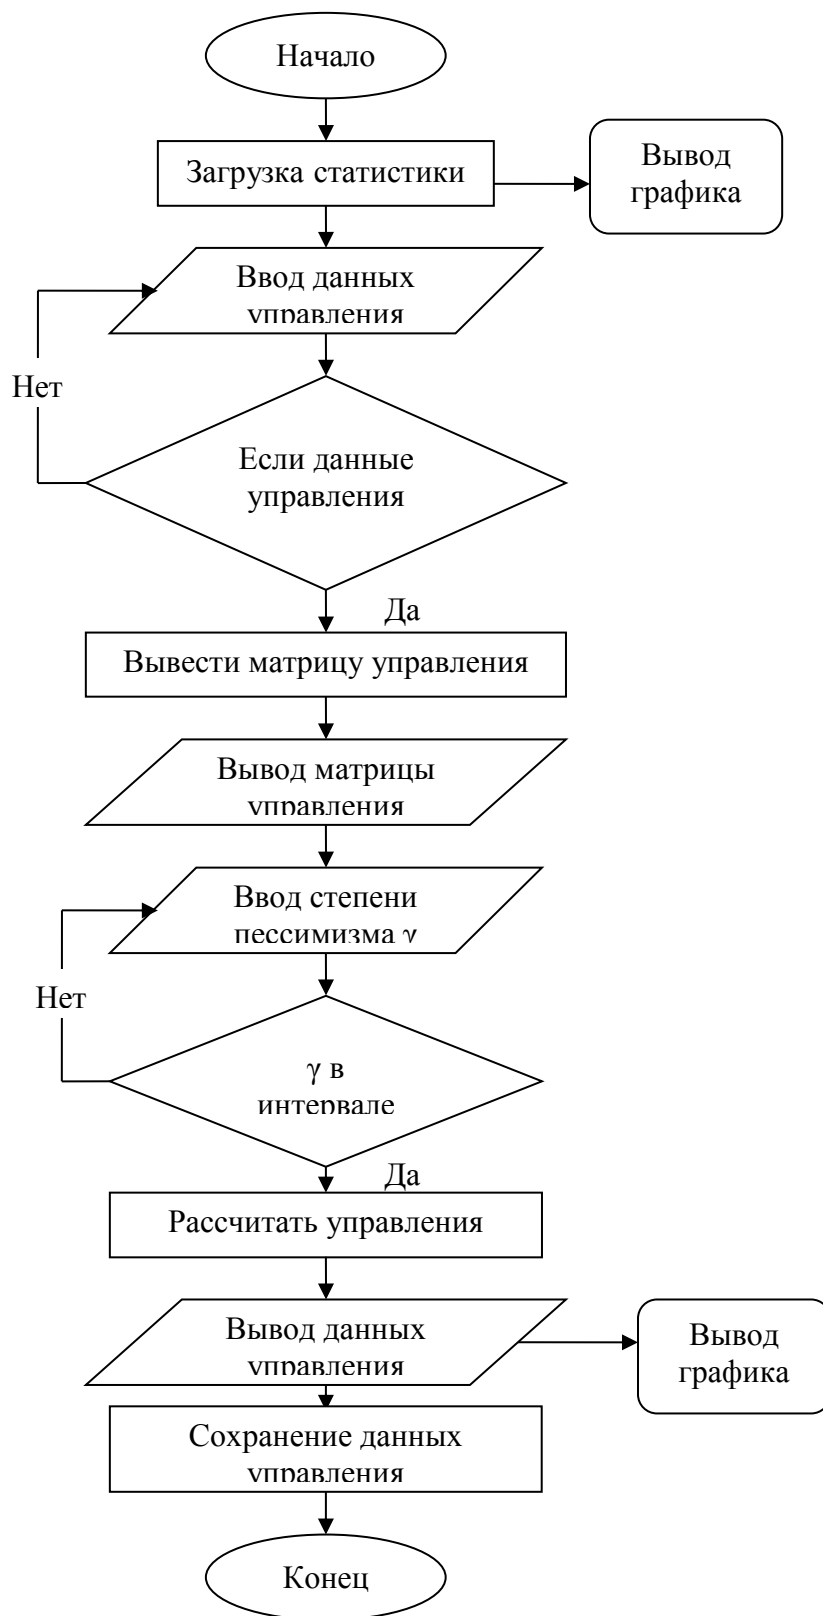 Начало
Загрузка статистики
Вывод
графика
Ввод данных
управления
Нет
Если данные
управления
Да
Вывести матрицу управления
Вывод матрицы
управления
Ввод степени
пессимизма γ
Нет
γ в
интервале
Да
Рассчитать управления
Вывод данных
управления
Вывод
графика
Сохранение данных
управления
Конец